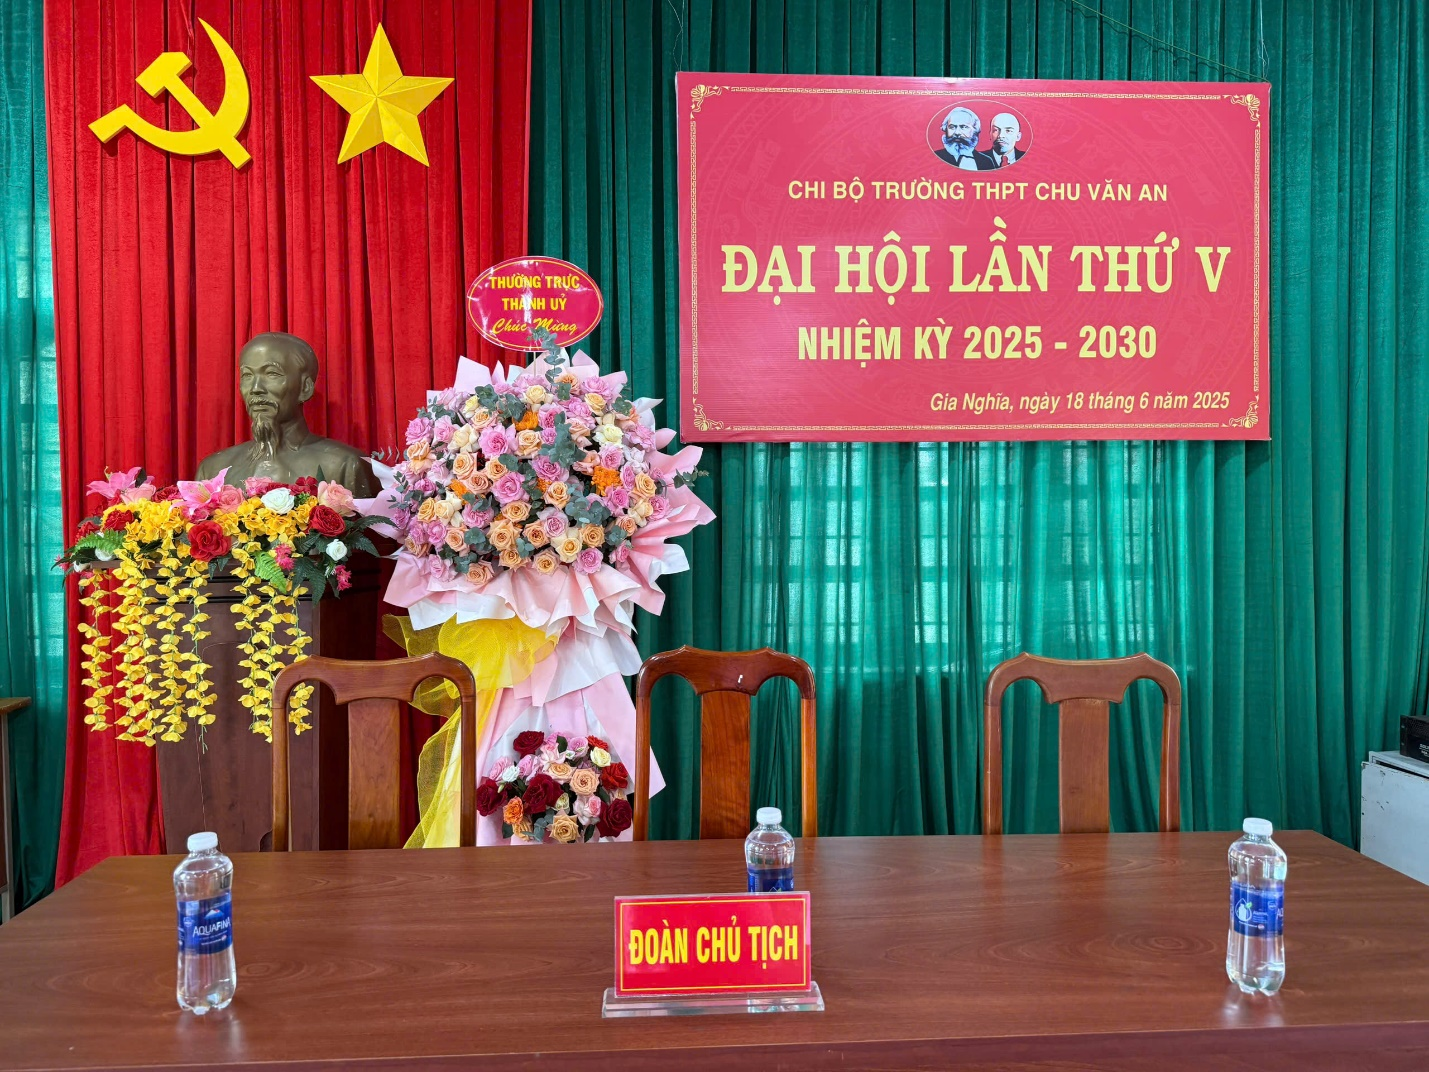 CHI BỘ TRƯỜNG THPT CHU VĂN AN
ĐẠI HỘI LẦN THỨ V
NHIỆM KỲ 2025 - 2030
Gia Nghĩa, ngày 18 tháng 6 năm 2025
THƯỜNG TRỰC
THÀNH UỶ
Chúc Mừng
AQUAFINA
ĐOÀN CHỦ TỊCH